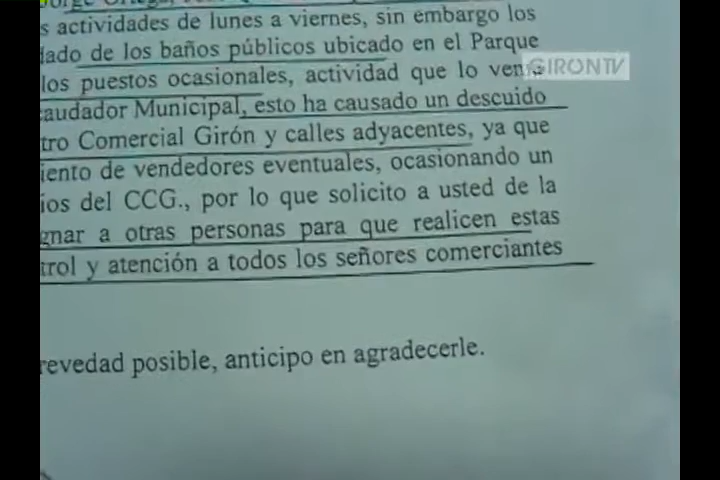 s actividades de lunes a viernes, sin embargo los
dado de los baños públicos ubicado en el Parque
los puestos ocasionales, actividad que lo
GIRONTV
caudador Municipal, esto ha causado un descuido
tro Comercial Girón y calles adyacentes, ya que
iento de vendedores eventuales, ocasionando un
ios del CCG., por lo que solicito a usted de la
gnar a otras personas para que realicen estas
trol y atención a todos los señores comerciantes
revedad posible, anticipo en agradecerle.